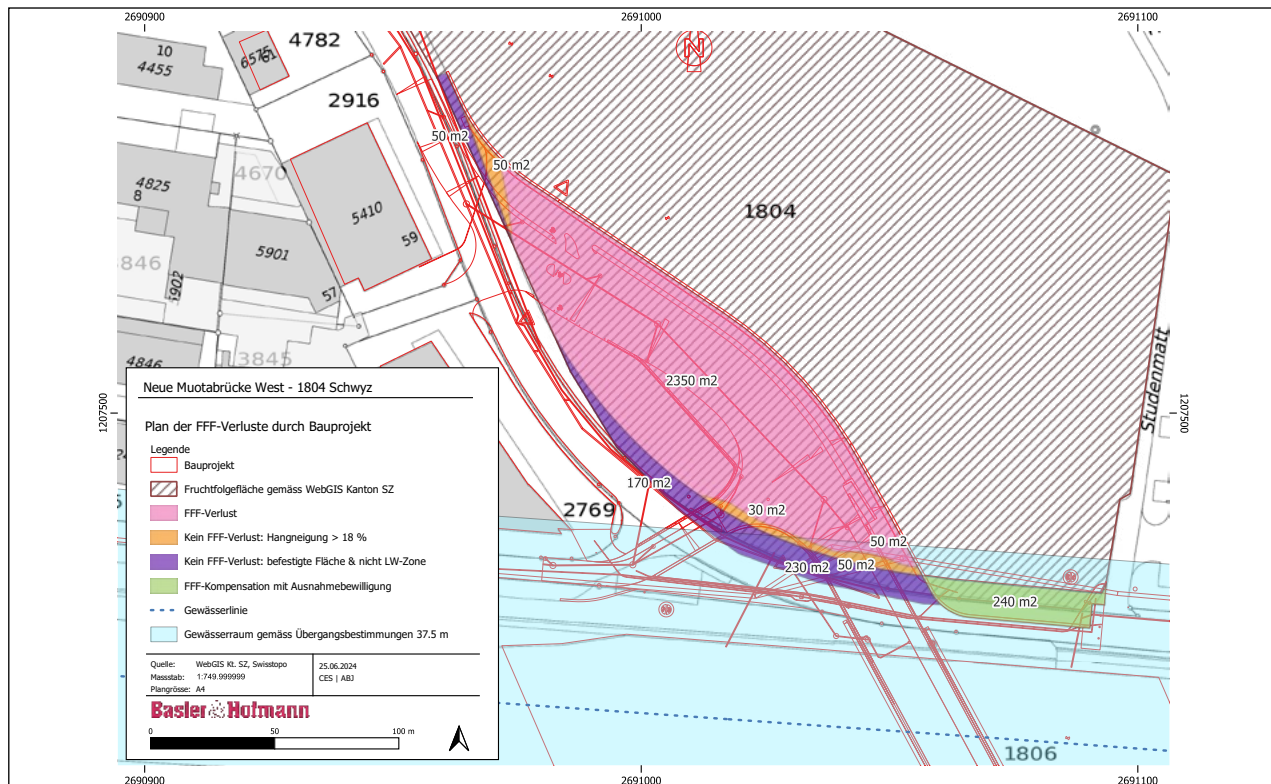 2690900
2691000
2691100
4782
10
4455
6575
61
2916
N
50 m2
50 m2
4670
4825
8
5410
59
1804
5901
3846
5902
57
3845
4846
Studenmatt
2350 m2
1207500
1207500
Neue Muotabrücke West - 1804 Schwyz
Plan der FFF-Verluste durch Bauprojekt
Legende
Bauprojekt
Fruchtfolgefläche gemäss WebGIS Kanton SZ
FFF-Verlust
Kein FFF-Verlust: Hangneigung > 18 %
Kein FFF-Verlust: befestigte Fläche & nicht LW-Zone
FFF-Kompensation mit Ausnahmebewilligung
Gewässerlinie
Gewässerraum gemäss Übergangsbestimmungen 37.5 m
Quelle: WebGIS Kt. SZ, Swisstopo
Massstab: 1:749.999999
Plangrösse: A4
25.06.2024
CES | ABJ
Basler Hofmann
0 50 100 m
170 m2
2769
30 m2
50 m2
230 m2
50 m2
240 m2
1806
2690900
2691000
2691100